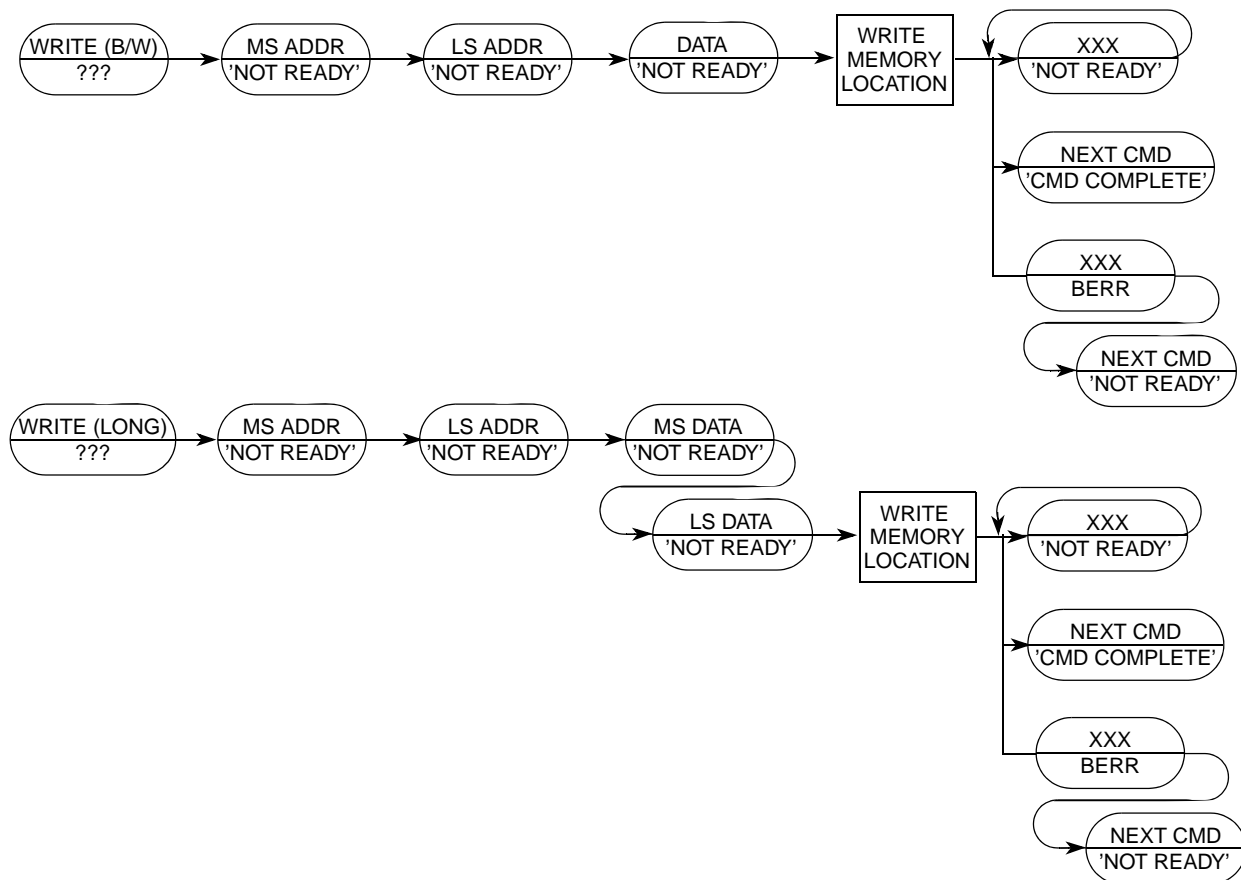 WRITE (B/W)
???
MS ADDR
'NOT READY'
LS ADDR
'NOT READY'
DATA
'NOT READY'
WRITE
MEMORY
LOCATION
XXX
'NOT READY'
NEXT CMD
'CMD COMPLETE'
XXX
BERR
NEXT CMD
'NOT READY'
WRITE (LONG)
???
MS ADDR
'NOT READY'
LS ADDR
'NOT READY'
MS DATA
'NOT READY'
LS DATA
'NOT READY'
WRITE
MEMORY
LOCATION
XXX
'NOT READY'
NEXT CMD
'CMD COMPLETE'
XXX
BERR
NEXT CMD
'NOT READY'